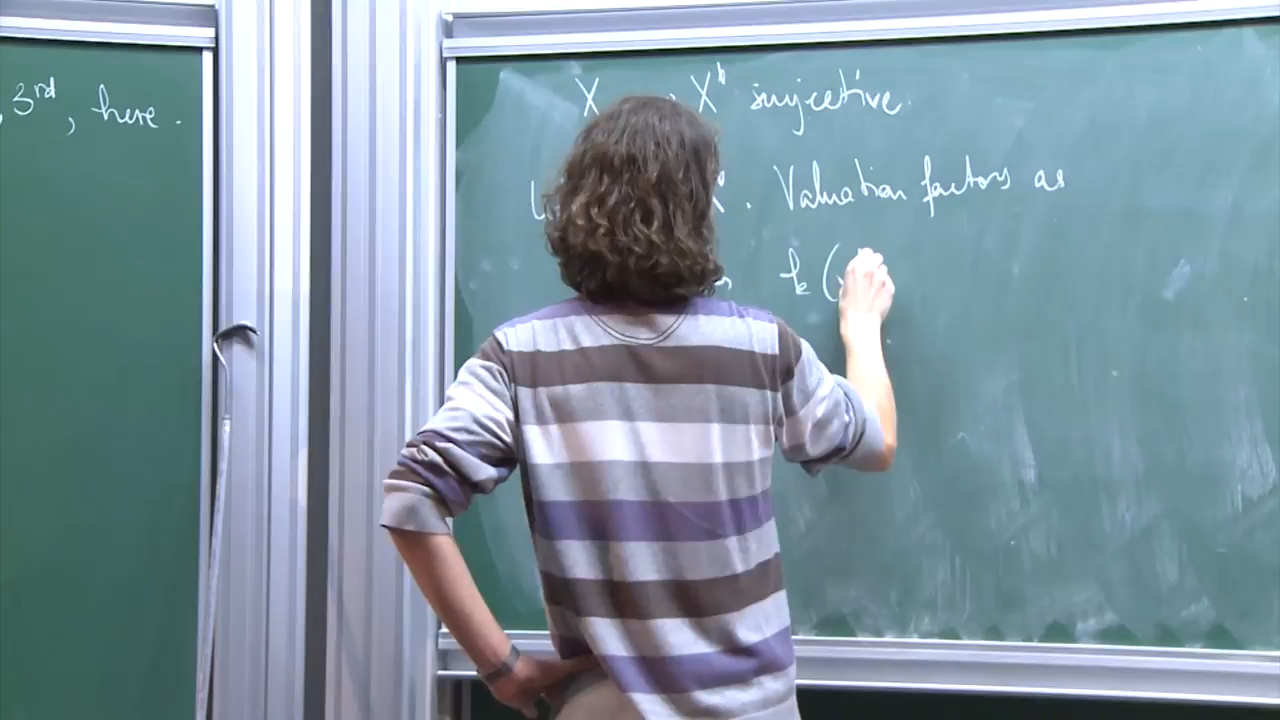 3rd, here.
X X♭ surjective.
. Valuation factors as
k (